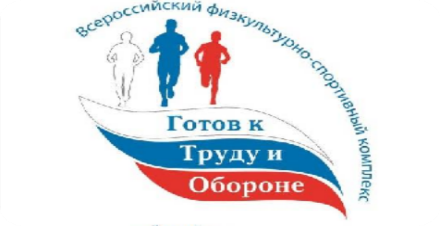 Всероссийский физкультурно-спортивный комплекс
Готов к
Труду и
Обороне